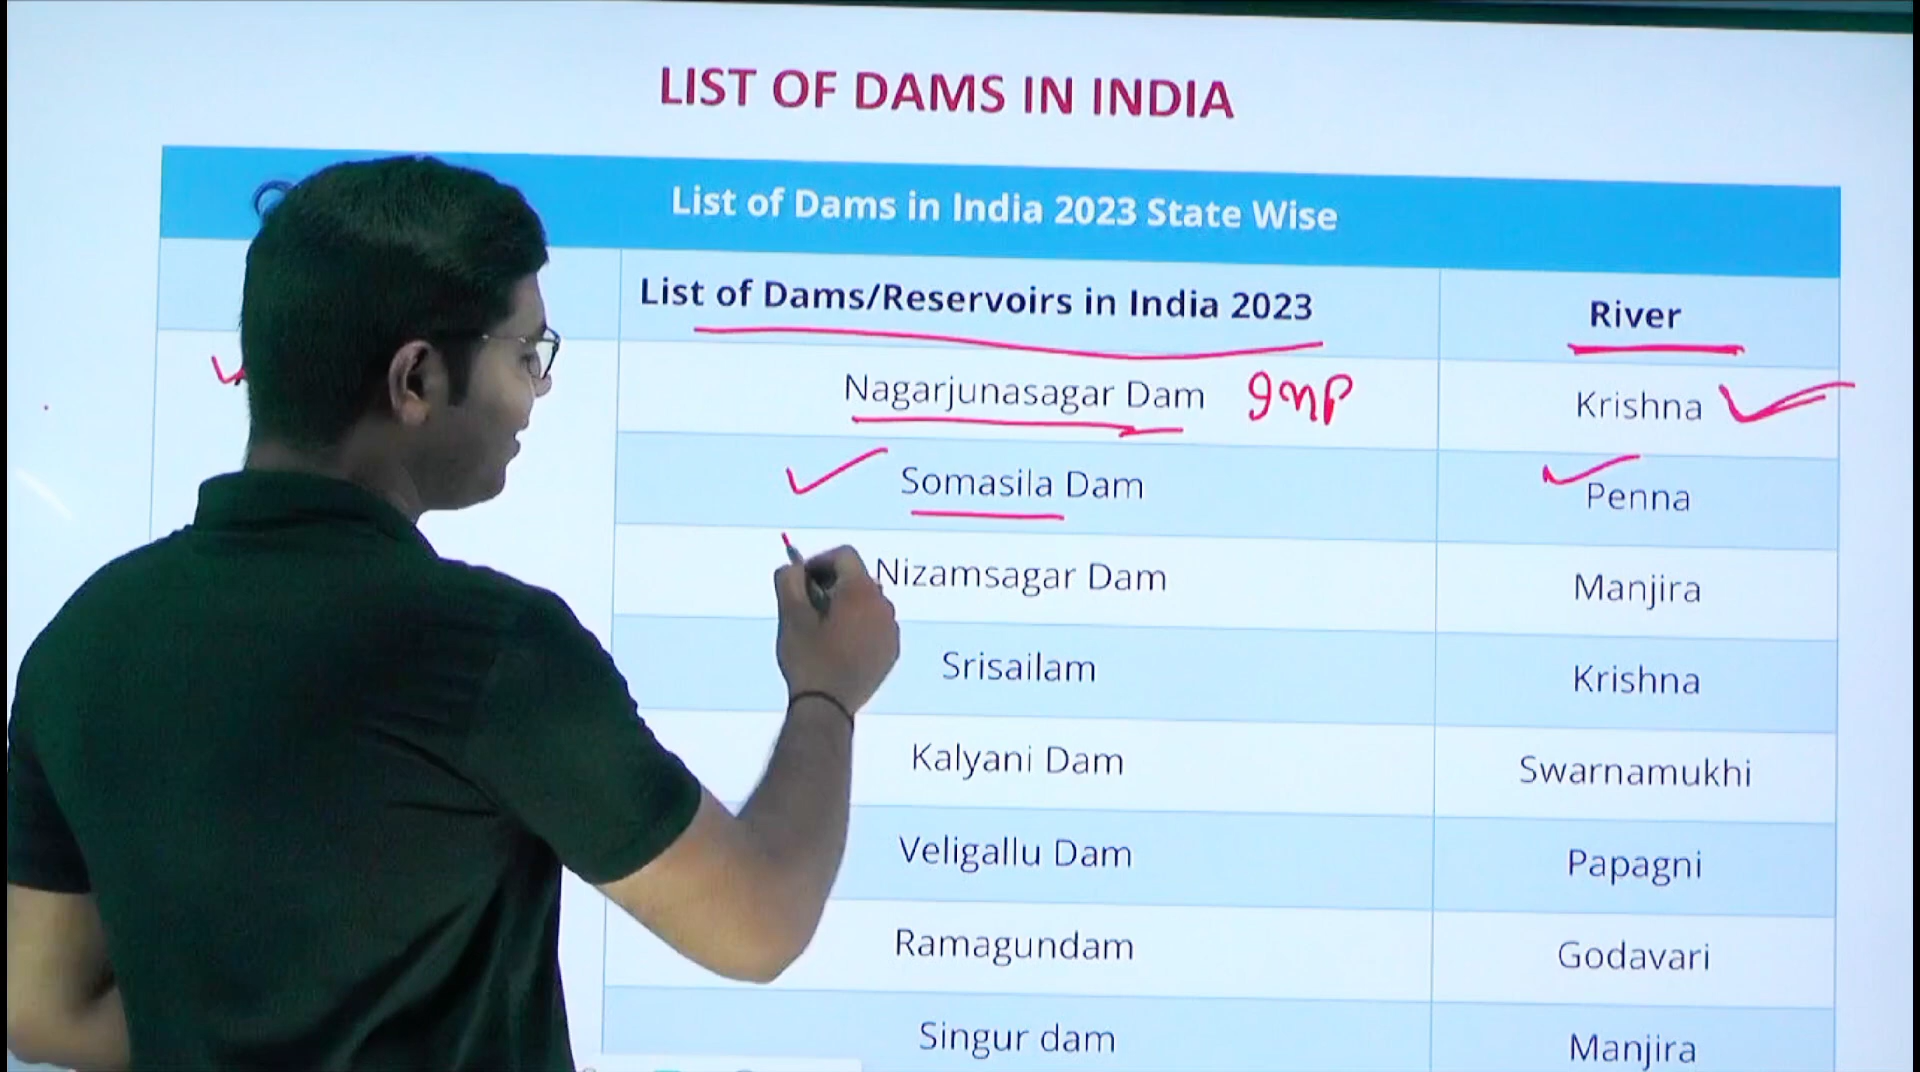 LIST OF DAMS IN INDIA
List of Dams in India 2023 State Wise
List of Dams/Reservoirs in India 2023 River
Nagarjunasagar Dam Imp Krishna
Somasila Dam Penna
Nizamsagar Dam Manjira
Srisailam Krishna
Kalyani Dam Swarnamukhi
Veligallu Dam Papagni
Ramagundam Godavari
Singur dam Manjira